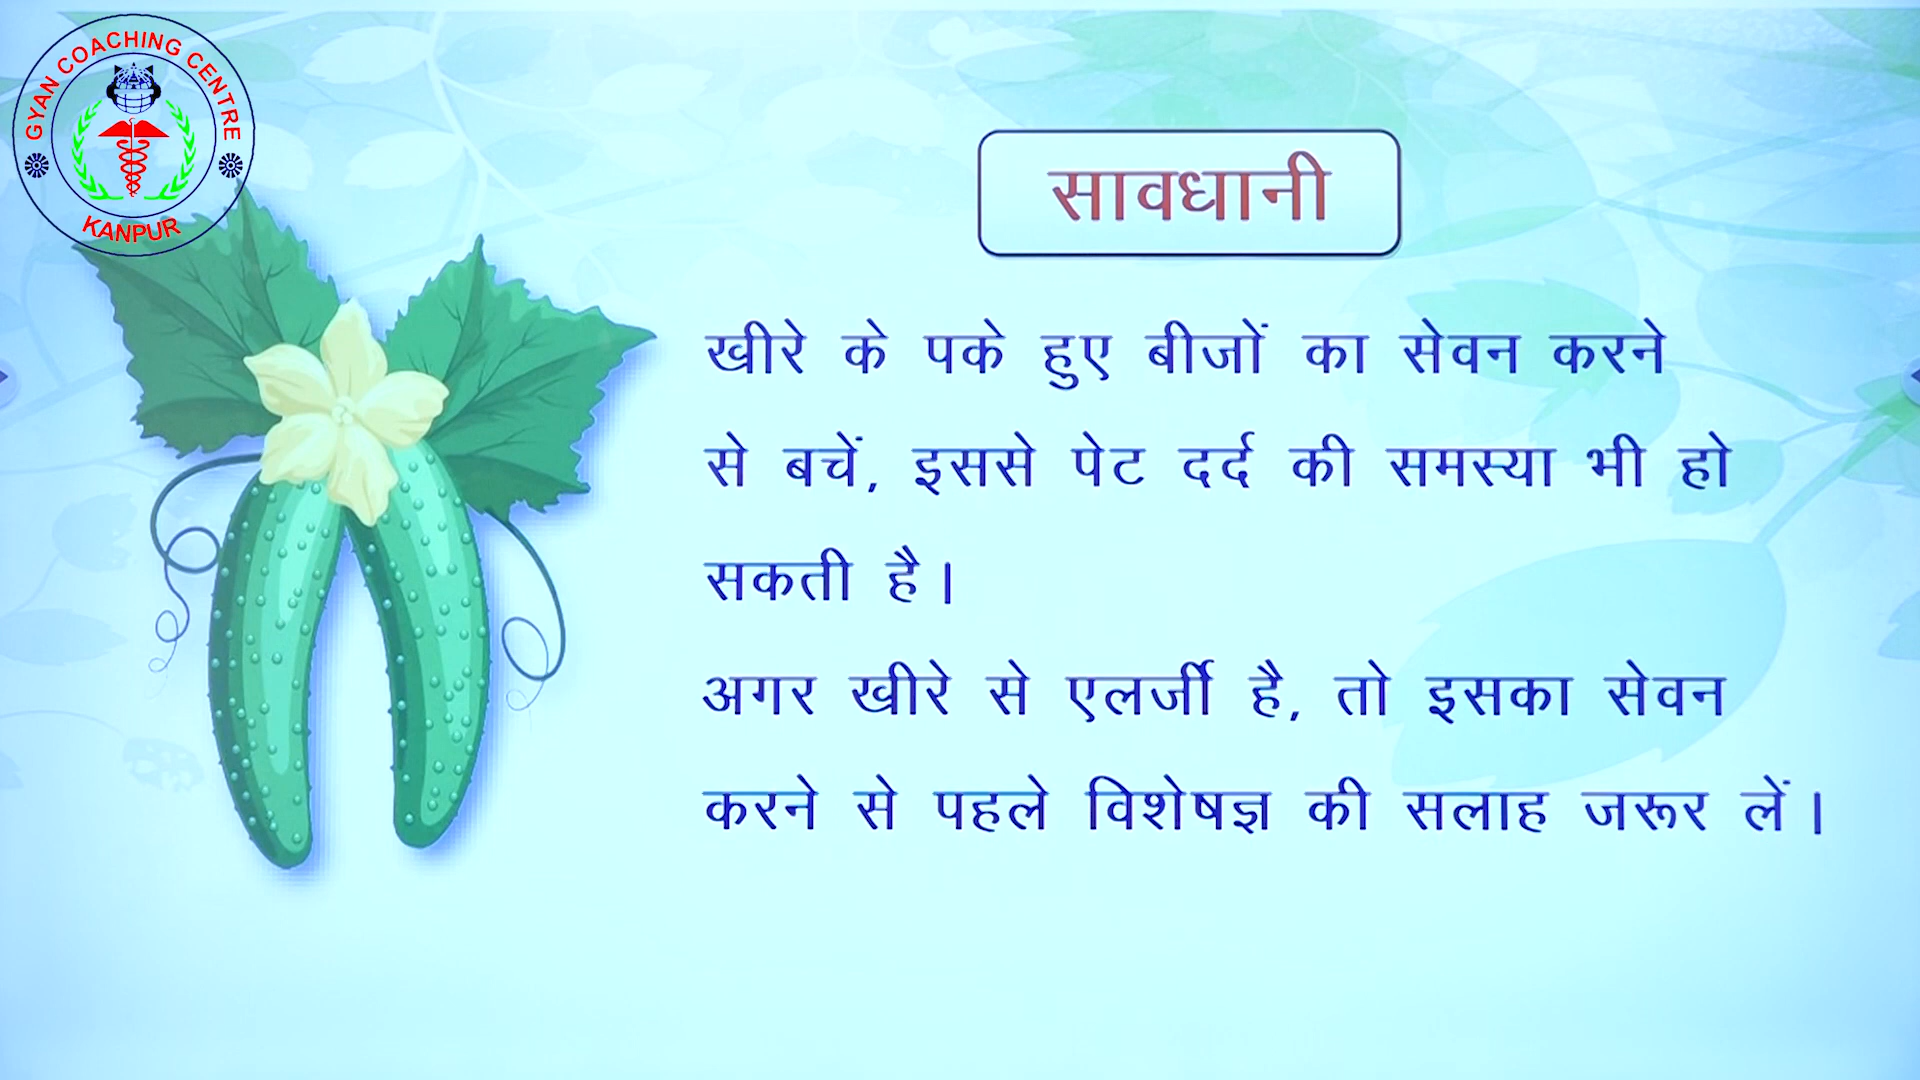 GYAN COACHING CENTRE
KANPUR
सावधानी
खीरे के पके हुए बीजों का सेवन करने
से बचें, इससे पेट दर्द की समस्या भी हो
सकती है।
अगर खीरे से एलर्जी है, तो इसका सेवन
करने से पहले विशेषज्ञ की सलाह जरूर लें।